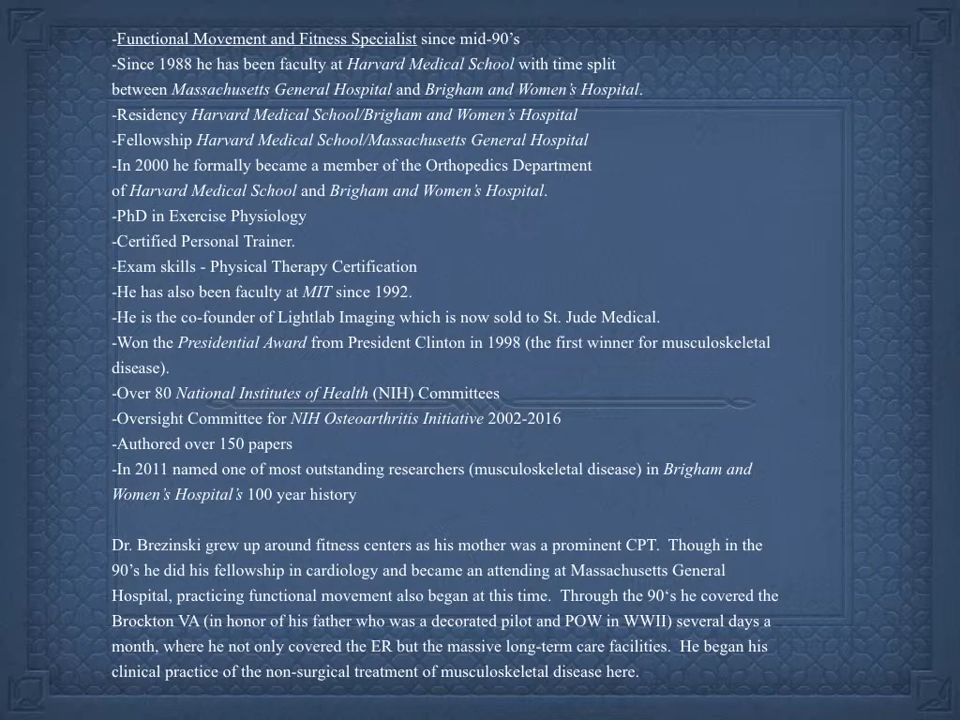 -Functional Movement and Fitness Specialist since mid-90’s
-Since 1988 he has been faculty at Harvard Medical School with time split
between Massachusetts General Hospital and Brigham and Women’s Hospital.
-Residency Harvard Medical School/Brigham and Women’s Hospital
-Fellowship Harvard Medical School/Massachusetts General Hospital
-In 2000 he formally became a member of the Orthopedics Department
of Harvard Medical School and Brigham and Women’s Hospital.
-PhD in Exercise Physiology
-Certified Personal Trainer.
-Exam skills - Physical Therapy Certification
-He has also been faculty at MIT since 1992.
-He is the co-founder of Lightlab Imaging which is now sold to St. Jude Medical.
-Won the Presidential Award from President Clinton in 1998 (the first winner for musculoskeletal
disease).
-Over 80 National Institutes of Health (NIH) Committees
-Oversight Committee for NIH Osteoarthritis Initiative 2002-2016
-Authored over 150 papers
-In 2011 named one of most outstanding researchers (musculoskeletal disease) in Brigham and
Women’s Hospital’s 100 year history
Dr. Brezinski grew up around fitness centers as his mother was a prominent CPT.  Though in the
90’s he did his fellowship in cardiology and became an attending at Massachusetts General
Hospital, practicing functional movement also began at this time.  Through the 90‘s he covered the
Brockton VA (in honor of his father who was a decorated pilot and POW in WWII) several days a
month, where he not only covered the ER but the massive long-term care facilities.  He began his
clinical practice of the non-surgical treatment of musculoskeletal disease here.